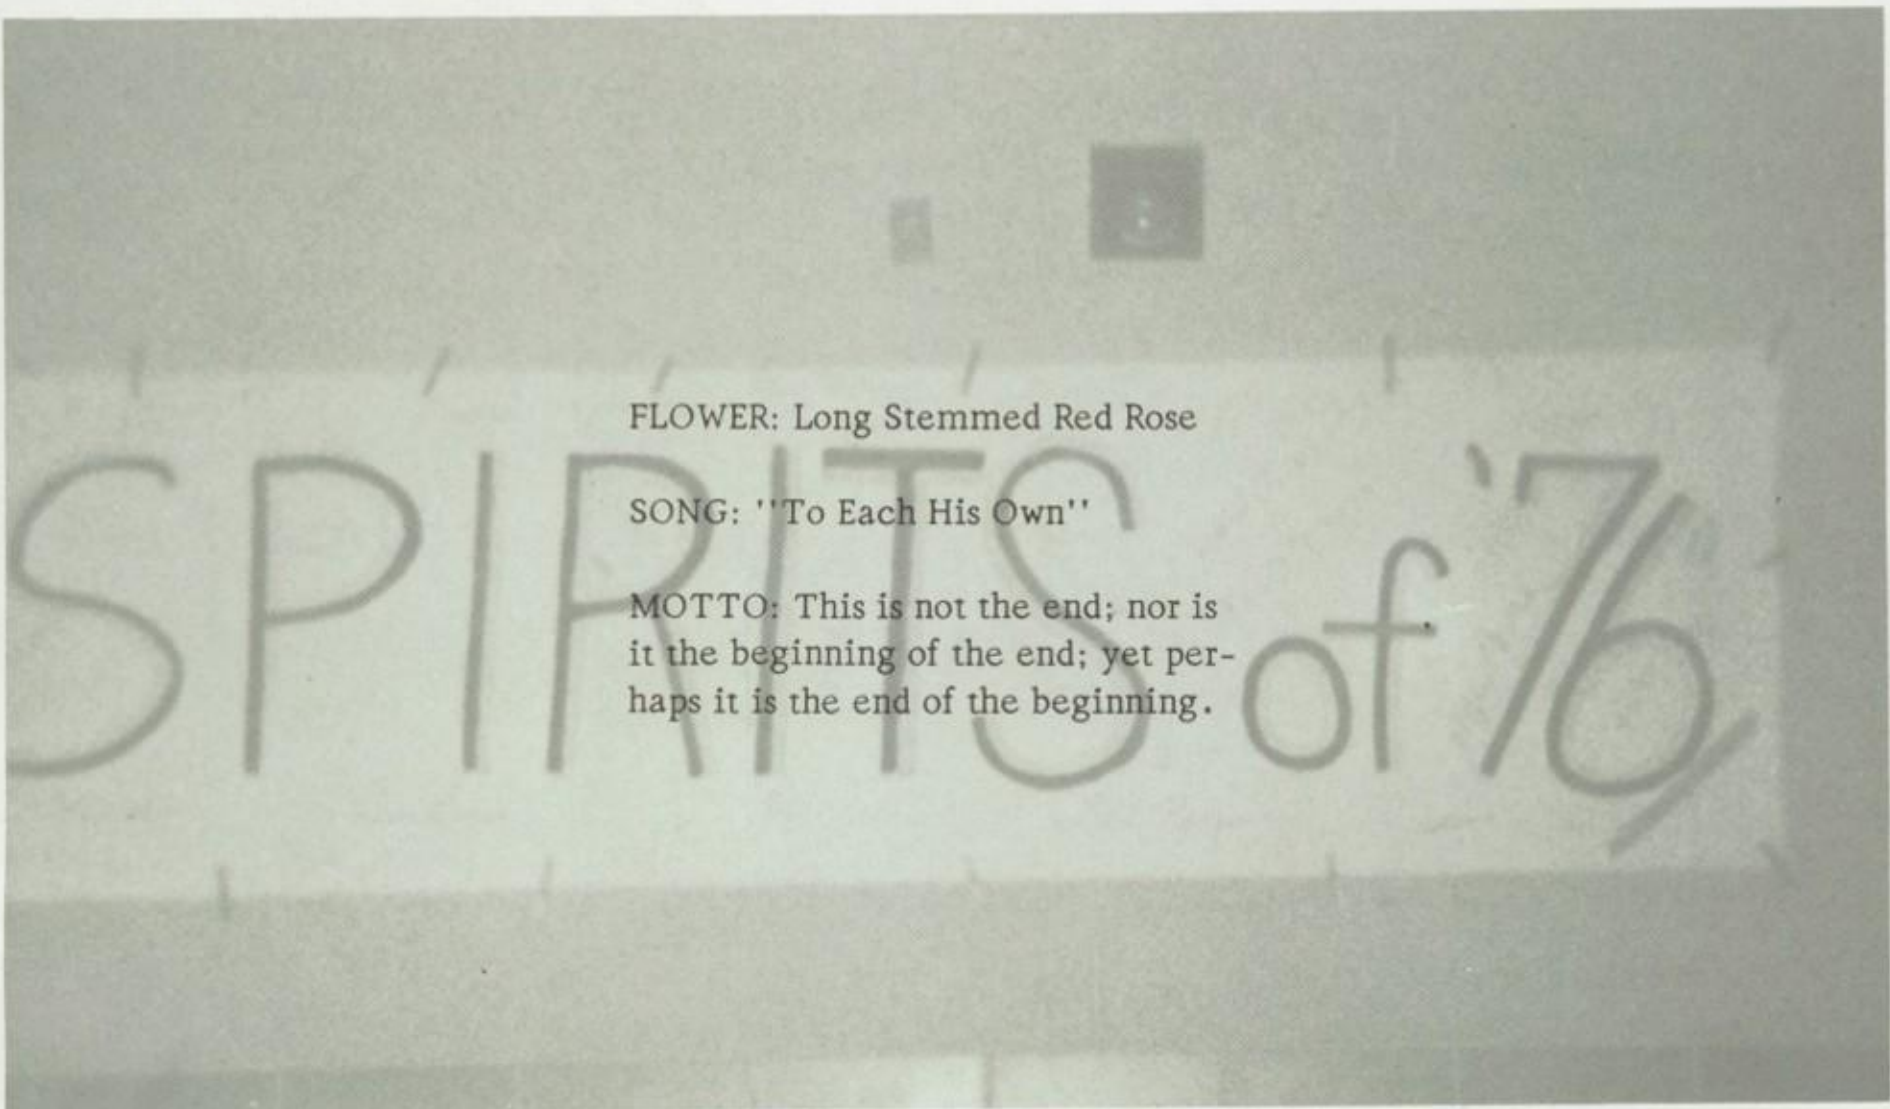 FLOWER: Long Stemmed Red Rose
SONG: ''To Each His Own''
MOTTO: This is not the end; nor is
it the beginning of the end; yet per-
haps it is the end of the beginning.
SPIRITS of '76